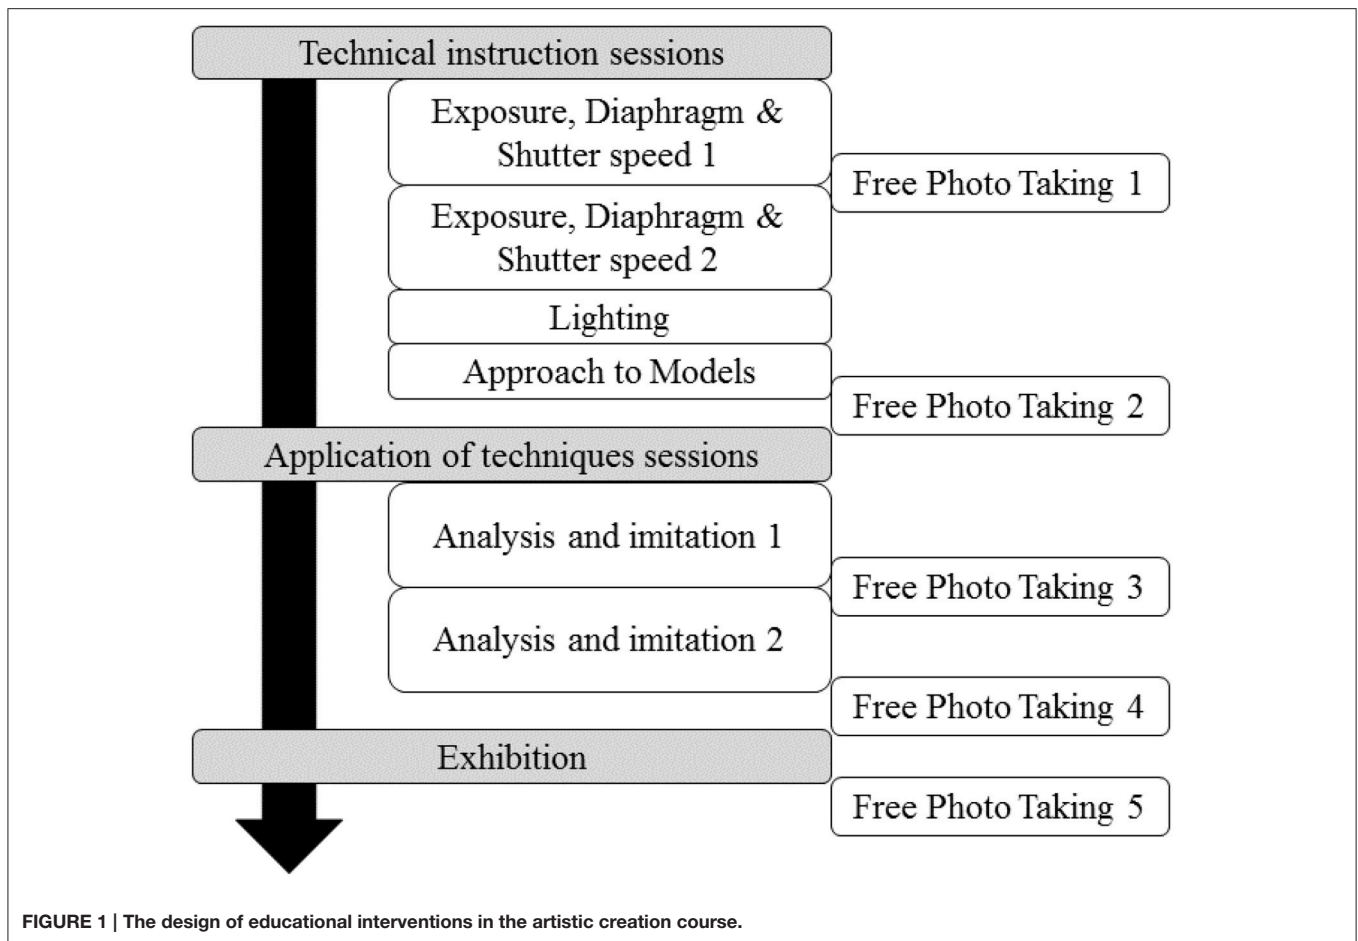 Technical instruction sessions
Exposure, Diaphragm &
Shutter speed 1
Free Photo Taking 1
Exposure, Diaphragm &
Shutter speed 2
Lighting
Approach to Models
Free Photo Taking 2
Application of techniques sessions
Analysis and imitation 1
Free Photo Taking 3
Analysis and imitation 2
Free Photo Taking 4
Exhibition
Free Photo Taking 5
FIGURE 1 | The design of educational interventions in the artistic creation course.